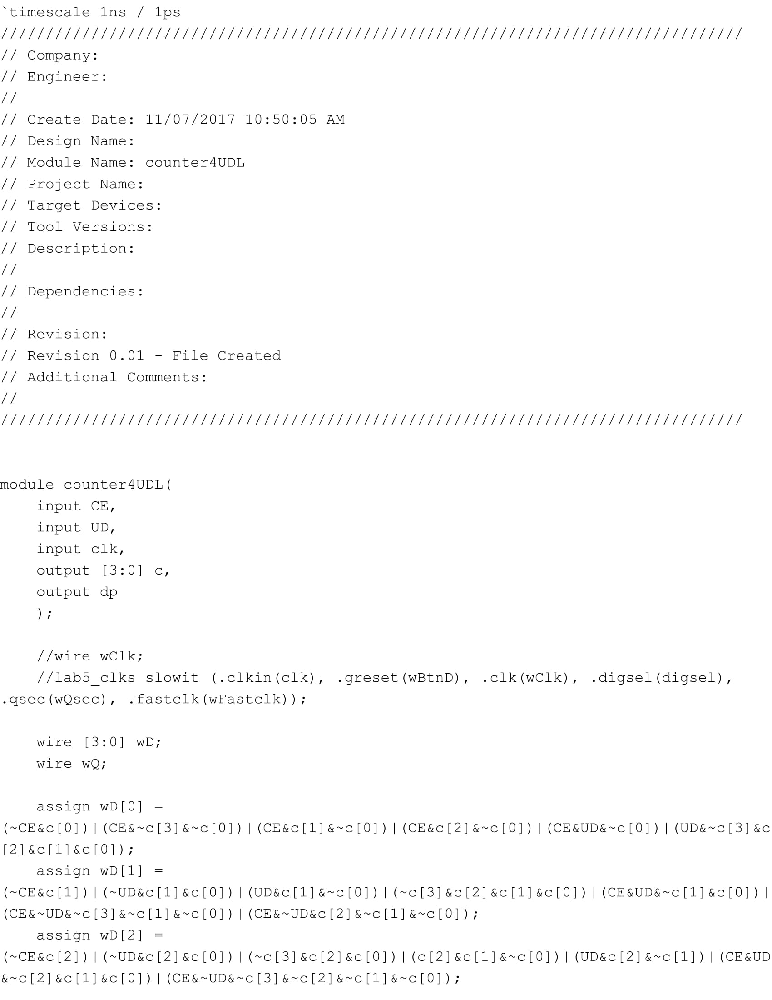 `timescale 1ns / 1ps
//////////////////////////////////////////////////////////////////////////////////
// Company:
// Engineer:
//
// Create Date: 11/07/2017 10:50:05 AM
// Design Name:
// Module Name: counter4UDL
// Project Name:
// Target Devices:
// Tool Versions:
// Description:
//
// Dependencies:
//
// Revision:
// Revision 0.01 - File Created
// Additional Comments:
//
//////////////////////////////////////////////////////////////////////////////////
module counter4UDL(
    input CE,
    input UD,
    input clk,
    output [3:0] c,
    output dp
    );
    //wire wClk;
    //lab5_clks slowit (.clkin(clk), .greset(wBtnD), .clk(wClk), .digsel(digsel),
.qsec(wQsec), .fastclk(wFastclk));
    wire [3:0] wD;
    wire wQ;
    assign wD[0] =
(~CE&c[0])|(CE&~c[3]&~c[0])|(CE&c[1]&~c[0])|(CE&c[2]&~c[0])|(CE&UD&~c[0])|(UD&~c[3]&c
[2]&c[1]&c[0]);
    assign wD[1] =
(~CE&c[1])|(~UD&c[1]&c[0])|(UD&c[1]&~c[0])|(~c[3]&c[2]&c[1]&c[0])|(CE&UD&~c[1]&c[0])|
(CE&~UD&~c[3]&~c[1]&~c[0])|(CE&~UD&c[2]&~c[1]&~c[0]);
    assign wD[2] =
(~CE&c[2])|(~UD&c[2]&c[0])|(~c[3]&c[2]&c[0])|(c[2]&c[1]&~c[0])|(UD&c[2]&~c[1])|(CE&UD
&~c[2]&c[1]&c[0])|(CE&~UD&~c[3]&~c[2]&~c[1]&~c[0]);